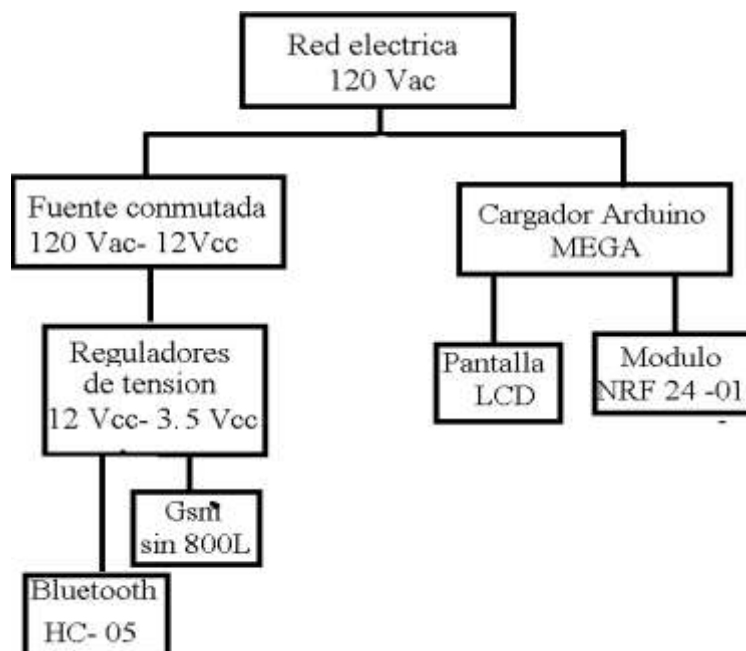 Red electrica
120 Vac
Fuente conmutada
120 Vac- 12Vcc
Cargador Arduino
MEGA
Reguladores
de tension
12 Vcc- 3.5 Vcc
Pantalla
LCD
Modulo
NRF 24 -01
Gsm
sin 800L
Bluetooth
HC- 05